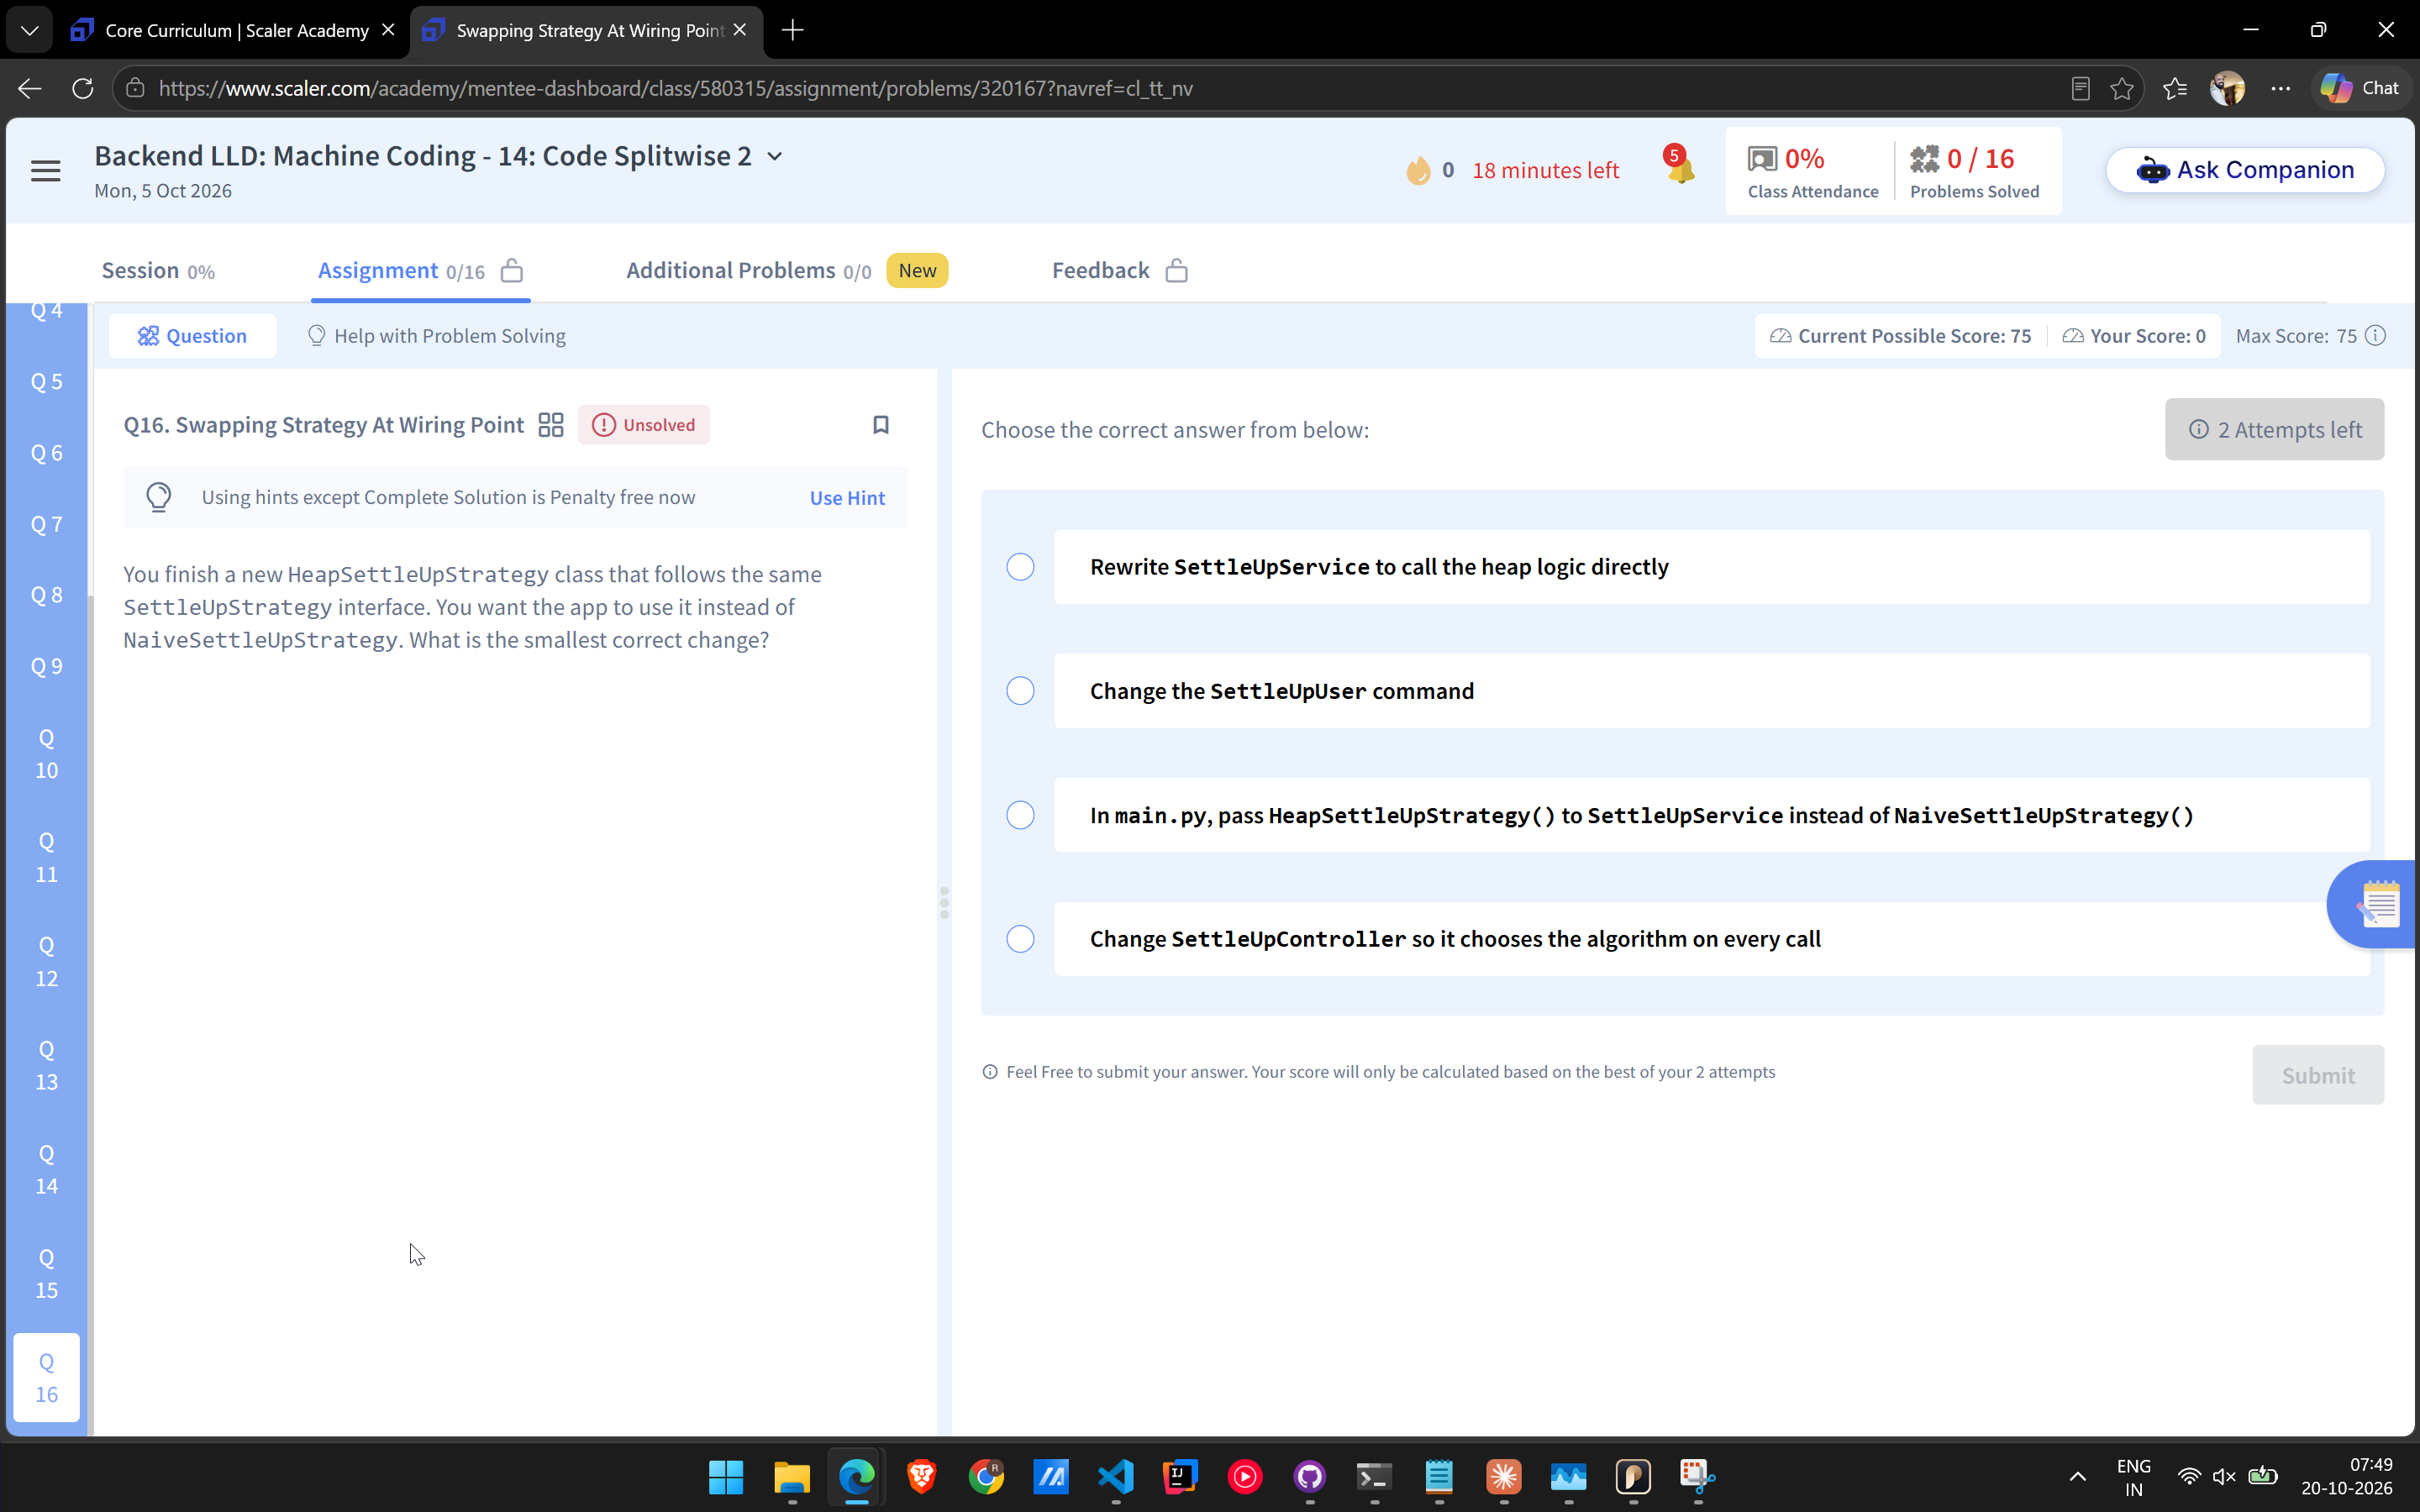 Core Curriculum | Scaler Academy
Swapping Strategy At Wiring Point
https://www.scaler.com/academy/mentee-dashboard/class/580315/assignment/problems/320167?navref=cl_tt_nv
Chat
Backend LLD: Machine Coding - 14: Code Splitwise 2
Mon, 5 Oct 2026
0
18 minutes left
5
0%
Class Attendance
0 / 16
Problems Solved
Ask Companion
Session 0%
Assignment 0/16
Additional Problems 0/0
New
Feedback
Q 4
Q 5
Q 6
Q 7
Q 8
Q 9
Q
10
Q
11
Q
12
Q
13
Q
14
Q
15
Q
16
Question
Help with Problem Solving
Current Possible Score: 75
Your Score: 0
Max Score: 75
Q16. Swapping Strategy At Wiring Point
Unsolved
Using hints except Complete Solution is Penalty free now
Use Hint
You finish a new HeapSettleUpStrategy class that follows the same
SettleUpStrategy interface. You want the app to use it instead of
NaiveSettleUpStrategy. What is the smallest correct change?
Choose the correct answer from below:
2 Attempts left
Rewrite SettleUpService to call the heap logic directly
Change the SettleUpUser command
In main.py, pass HeapSettleUpStrategy() to SettleUpService instead of NaiveSettleUpStrategy()
Change SettleUpController so it chooses the algorithm on every call
Feel Free to submit your answer. Your score will only be calculated based on the best of your 2 attempts
Submit
R
IJ
ENG
IN
07:49
20-10-2026